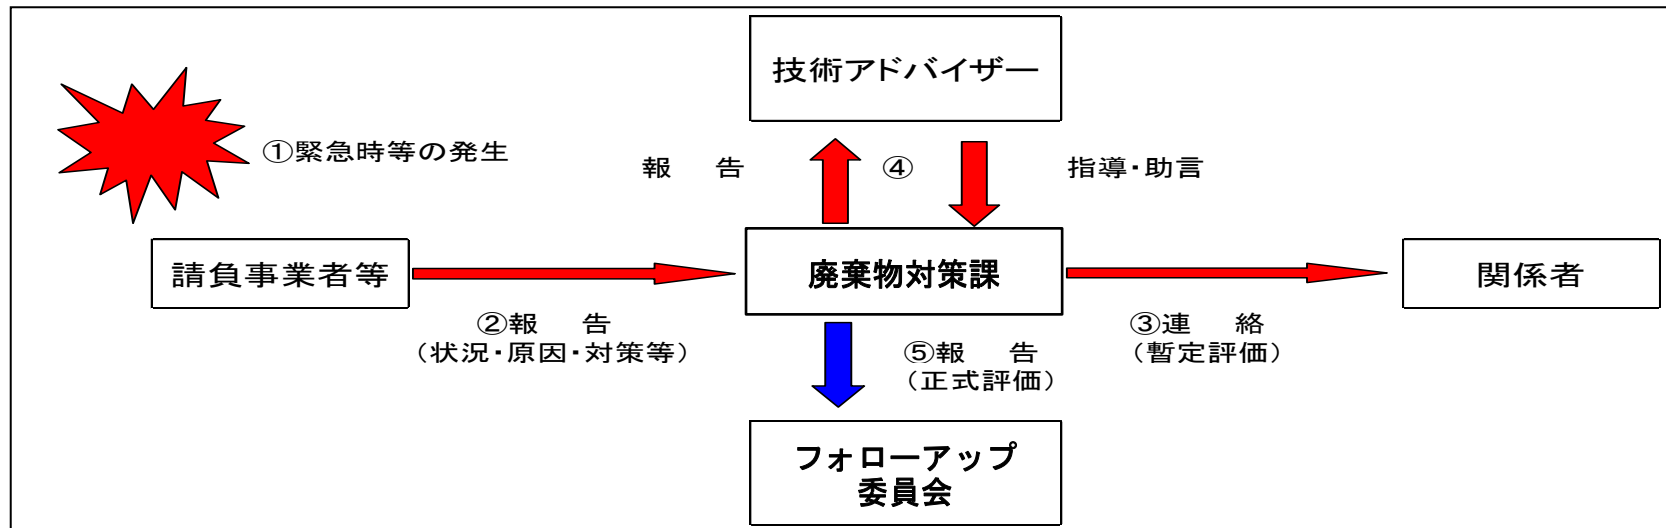 技術アドバイザー
①緊急時等の発生
報　告
④
指導・助言
請負事業者等
廃棄物対策課
関係者
②報　告
（状況・原因・対策等）
③連　絡
（暫定評価）
⑤報　告
（正式評価）
フォローアップ
委員会